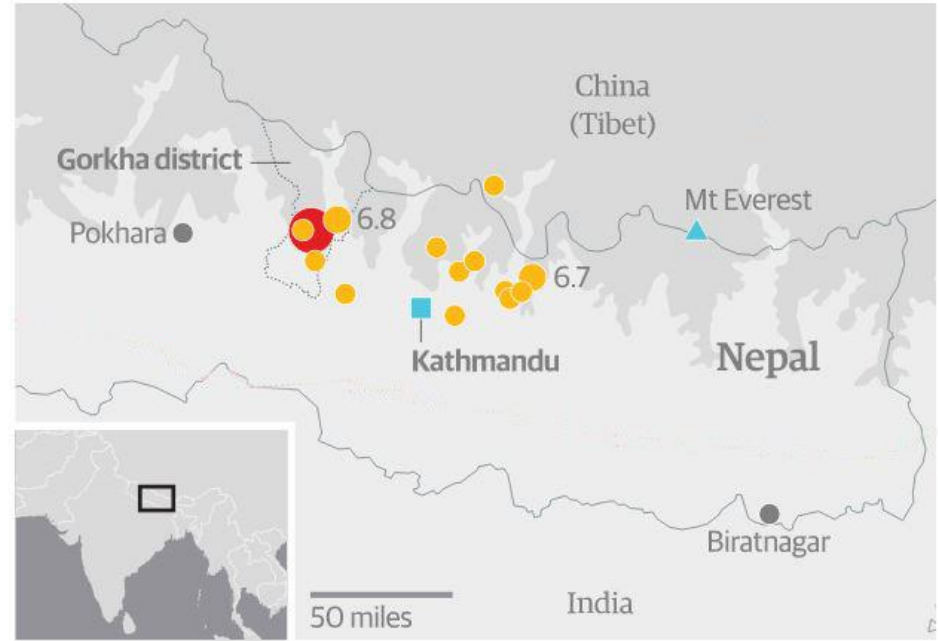 China
(Tibet)
Gorkha district
Mt Everest
Pokhara
6.8
6.7
Kathmandu
Nepal
Biratnagar
50 miles
India